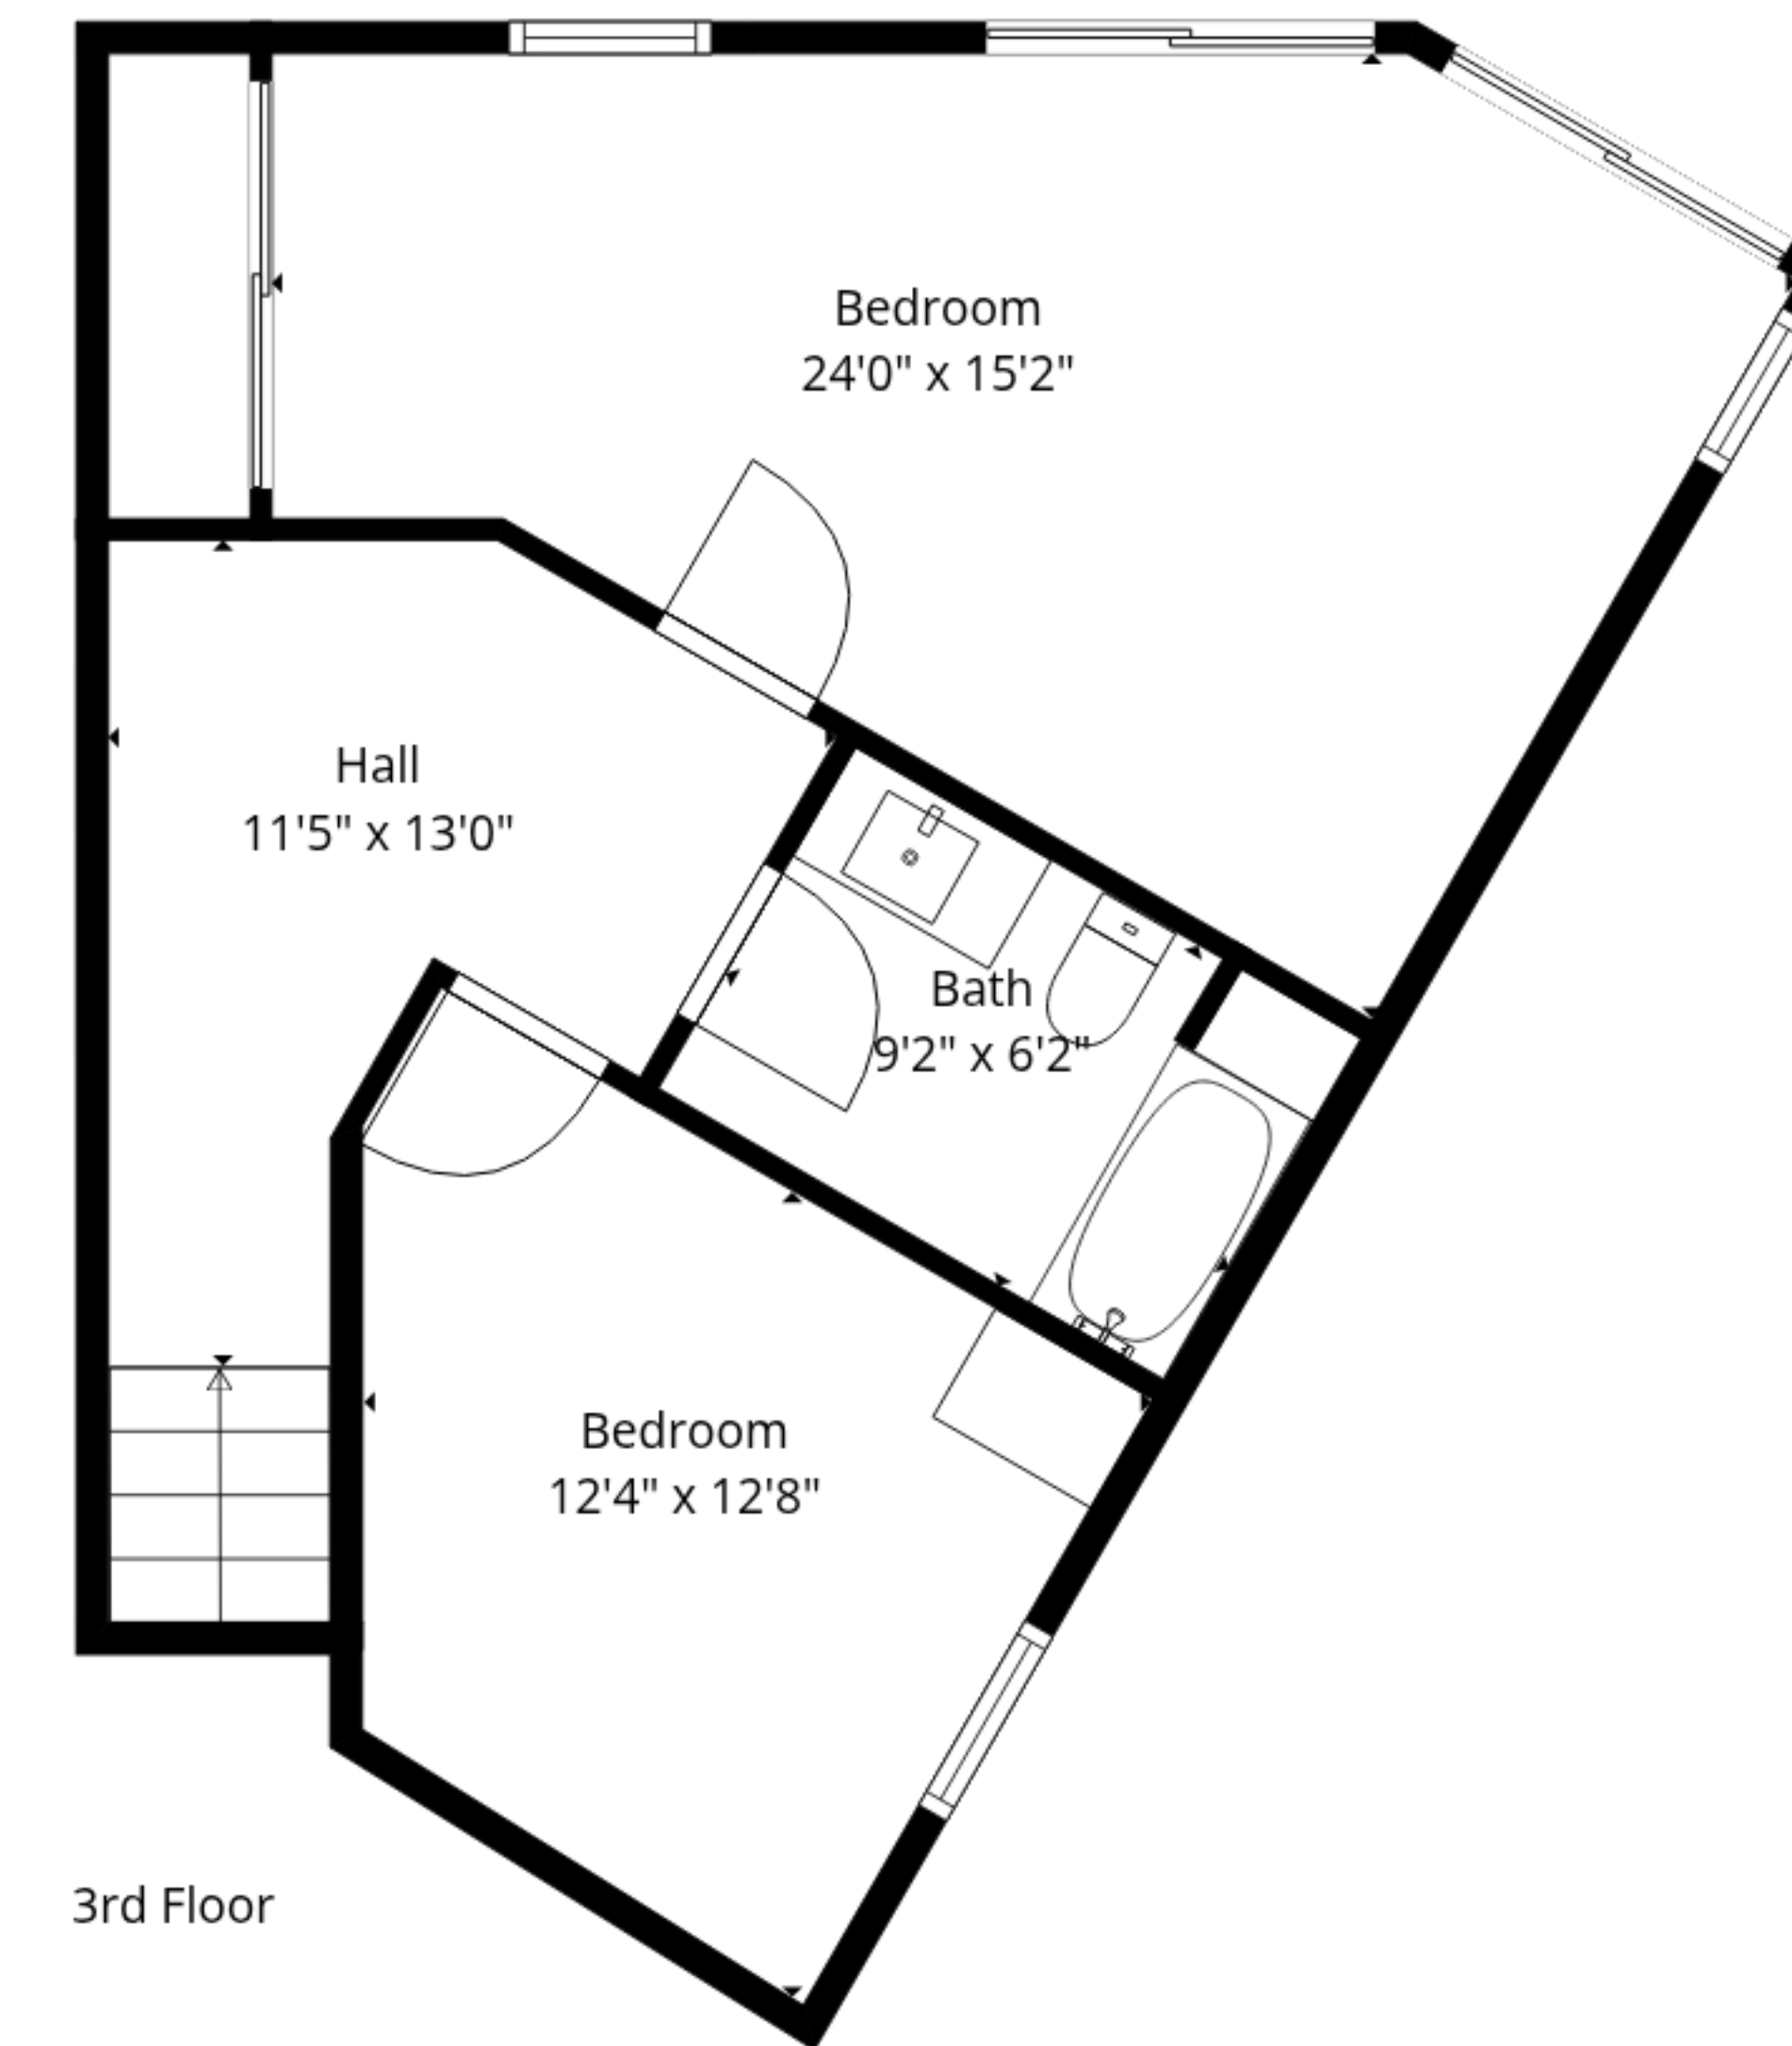 Bedroom
24'0" x 15'2"
Hall
11'5" x 13'0"
Bath
9'2" x 6'2"
Bedroom
12'4" x 12'8"
3rd Floor